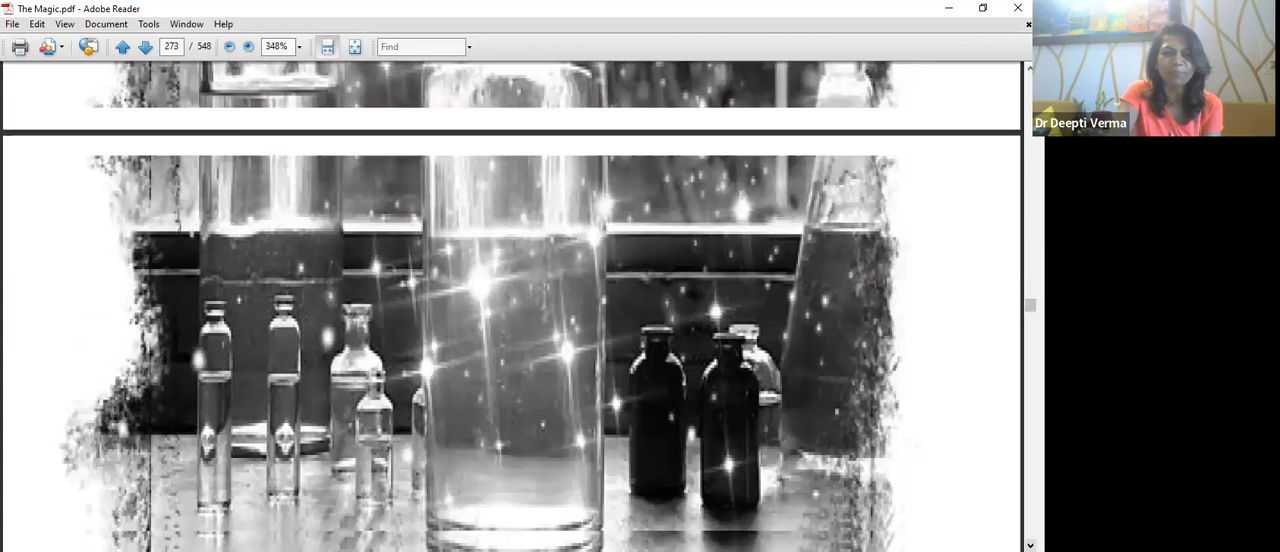 The Magic.pdf - Adobe Reader
File Edit View Document Tools Window Help
273 / 548 348% Find
Dr Deepti Verma